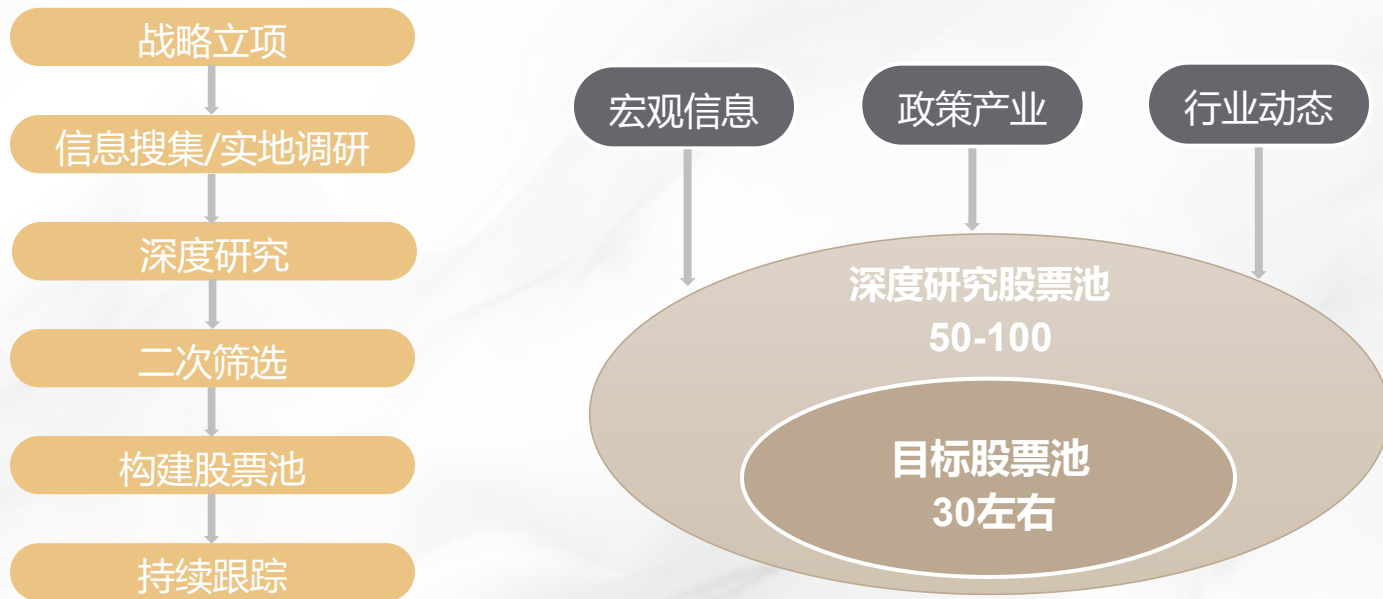 战略立项
信息搜集/实地调研
深度研究
二次筛选
构建股票池
持续跟踪
宏观信息
政策产业
行业动态
深度研究股票池
50-100
目标股票池
30左右